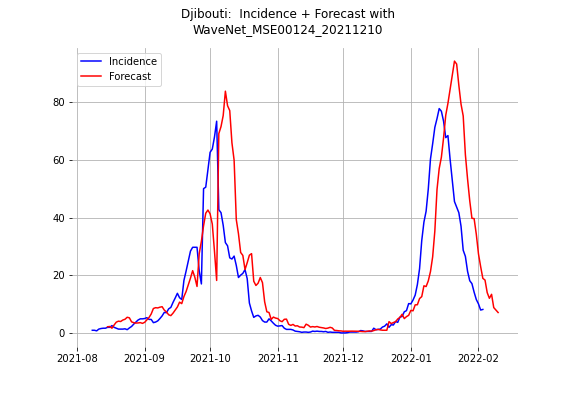 Djibouti:  Incidence + Forecast with
WaveNet_MSE00124_20211210
Incidence
Forecast
80
60
40
20
0
2021-08 2021-09 2021-10 2021-11 2021-12 2022-01 2022-02